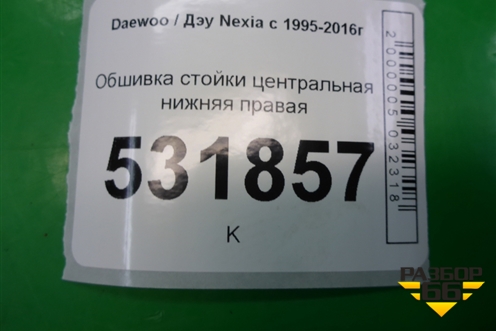 Daewoo / Дэу Nexia с 1995-2016г
Обшивка стойки центральная
нижняя правая
531857
К
2000005032318
РАЗБОР
66